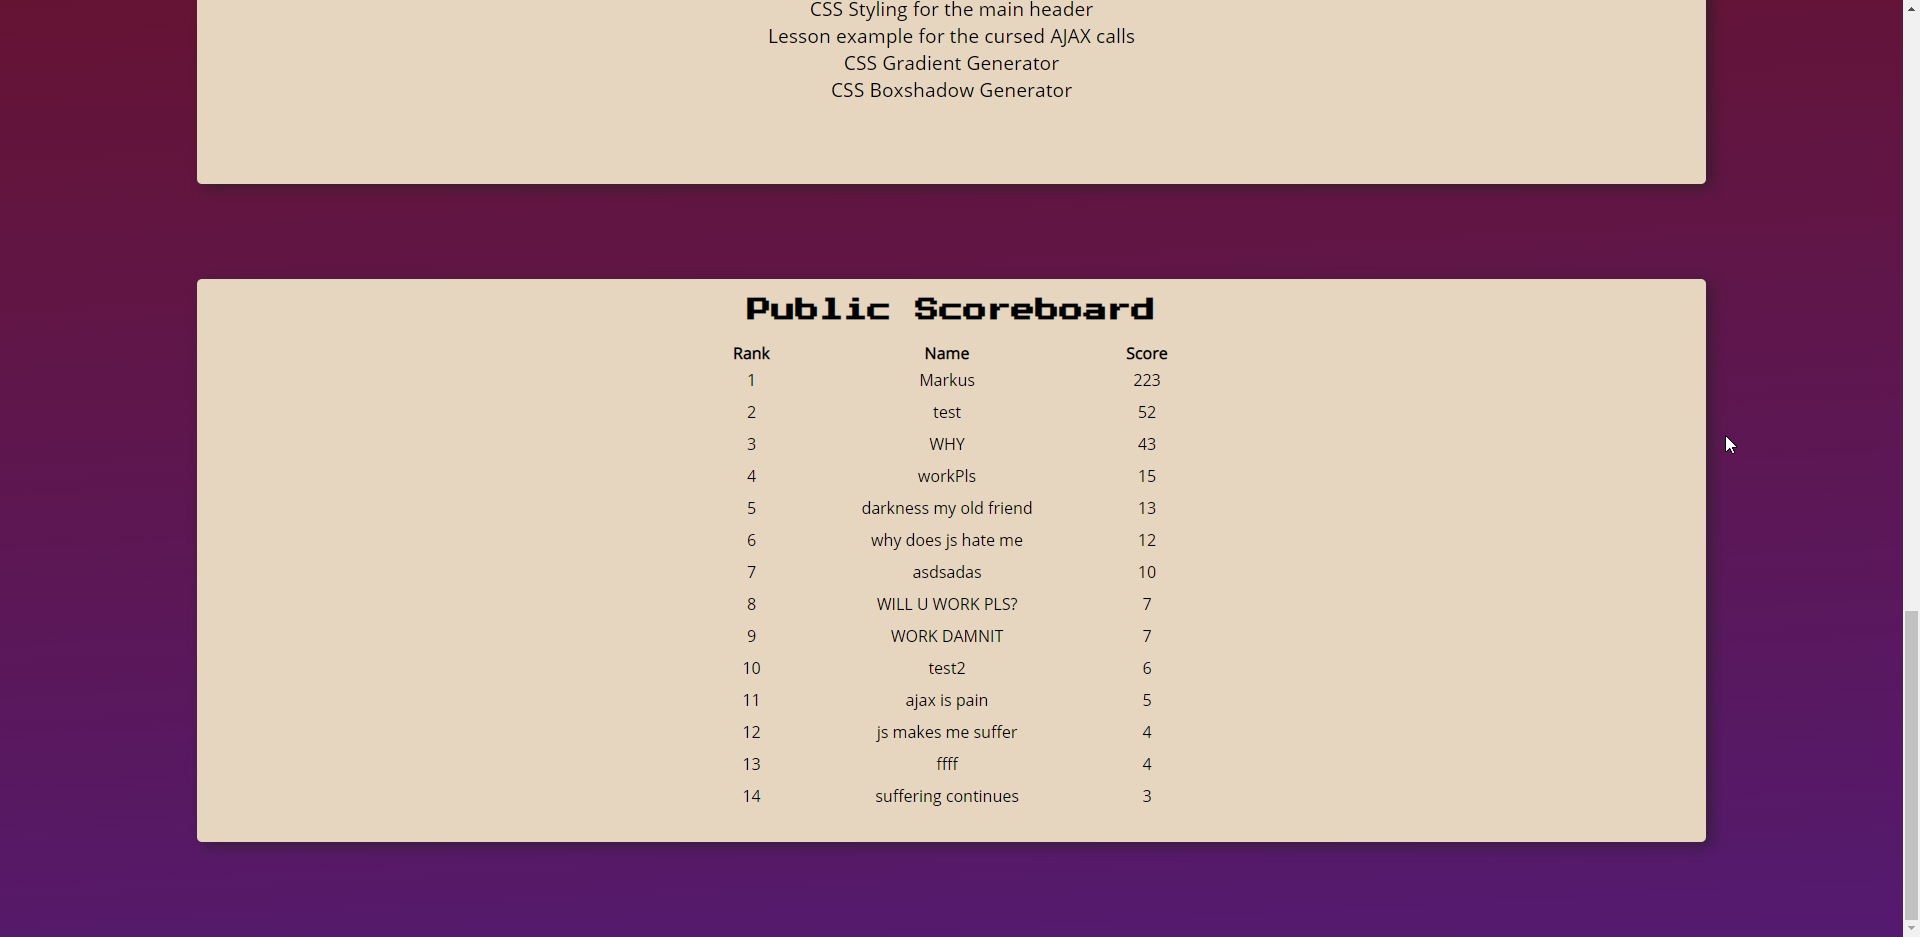 CSS Styling for the main header
Lesson example for the cursed AJAX calls
CSS Gradient Generator
CSS Boxshadow Generator
Public Scoreboard
Rank Name Score
1 Markus 223
2 test 52
3 WHY 43
4 workPls 15
5 darkness my old friend 13
6 why does js hate me 12
7 asdsadas 10
8 WILL U WORK PLS? 7
9 WORK DAMNIT 7
10 test2 6
11 ajax is pain 5
12 js makes me suffer 4
13 ffff 4
14 suffering continues 3